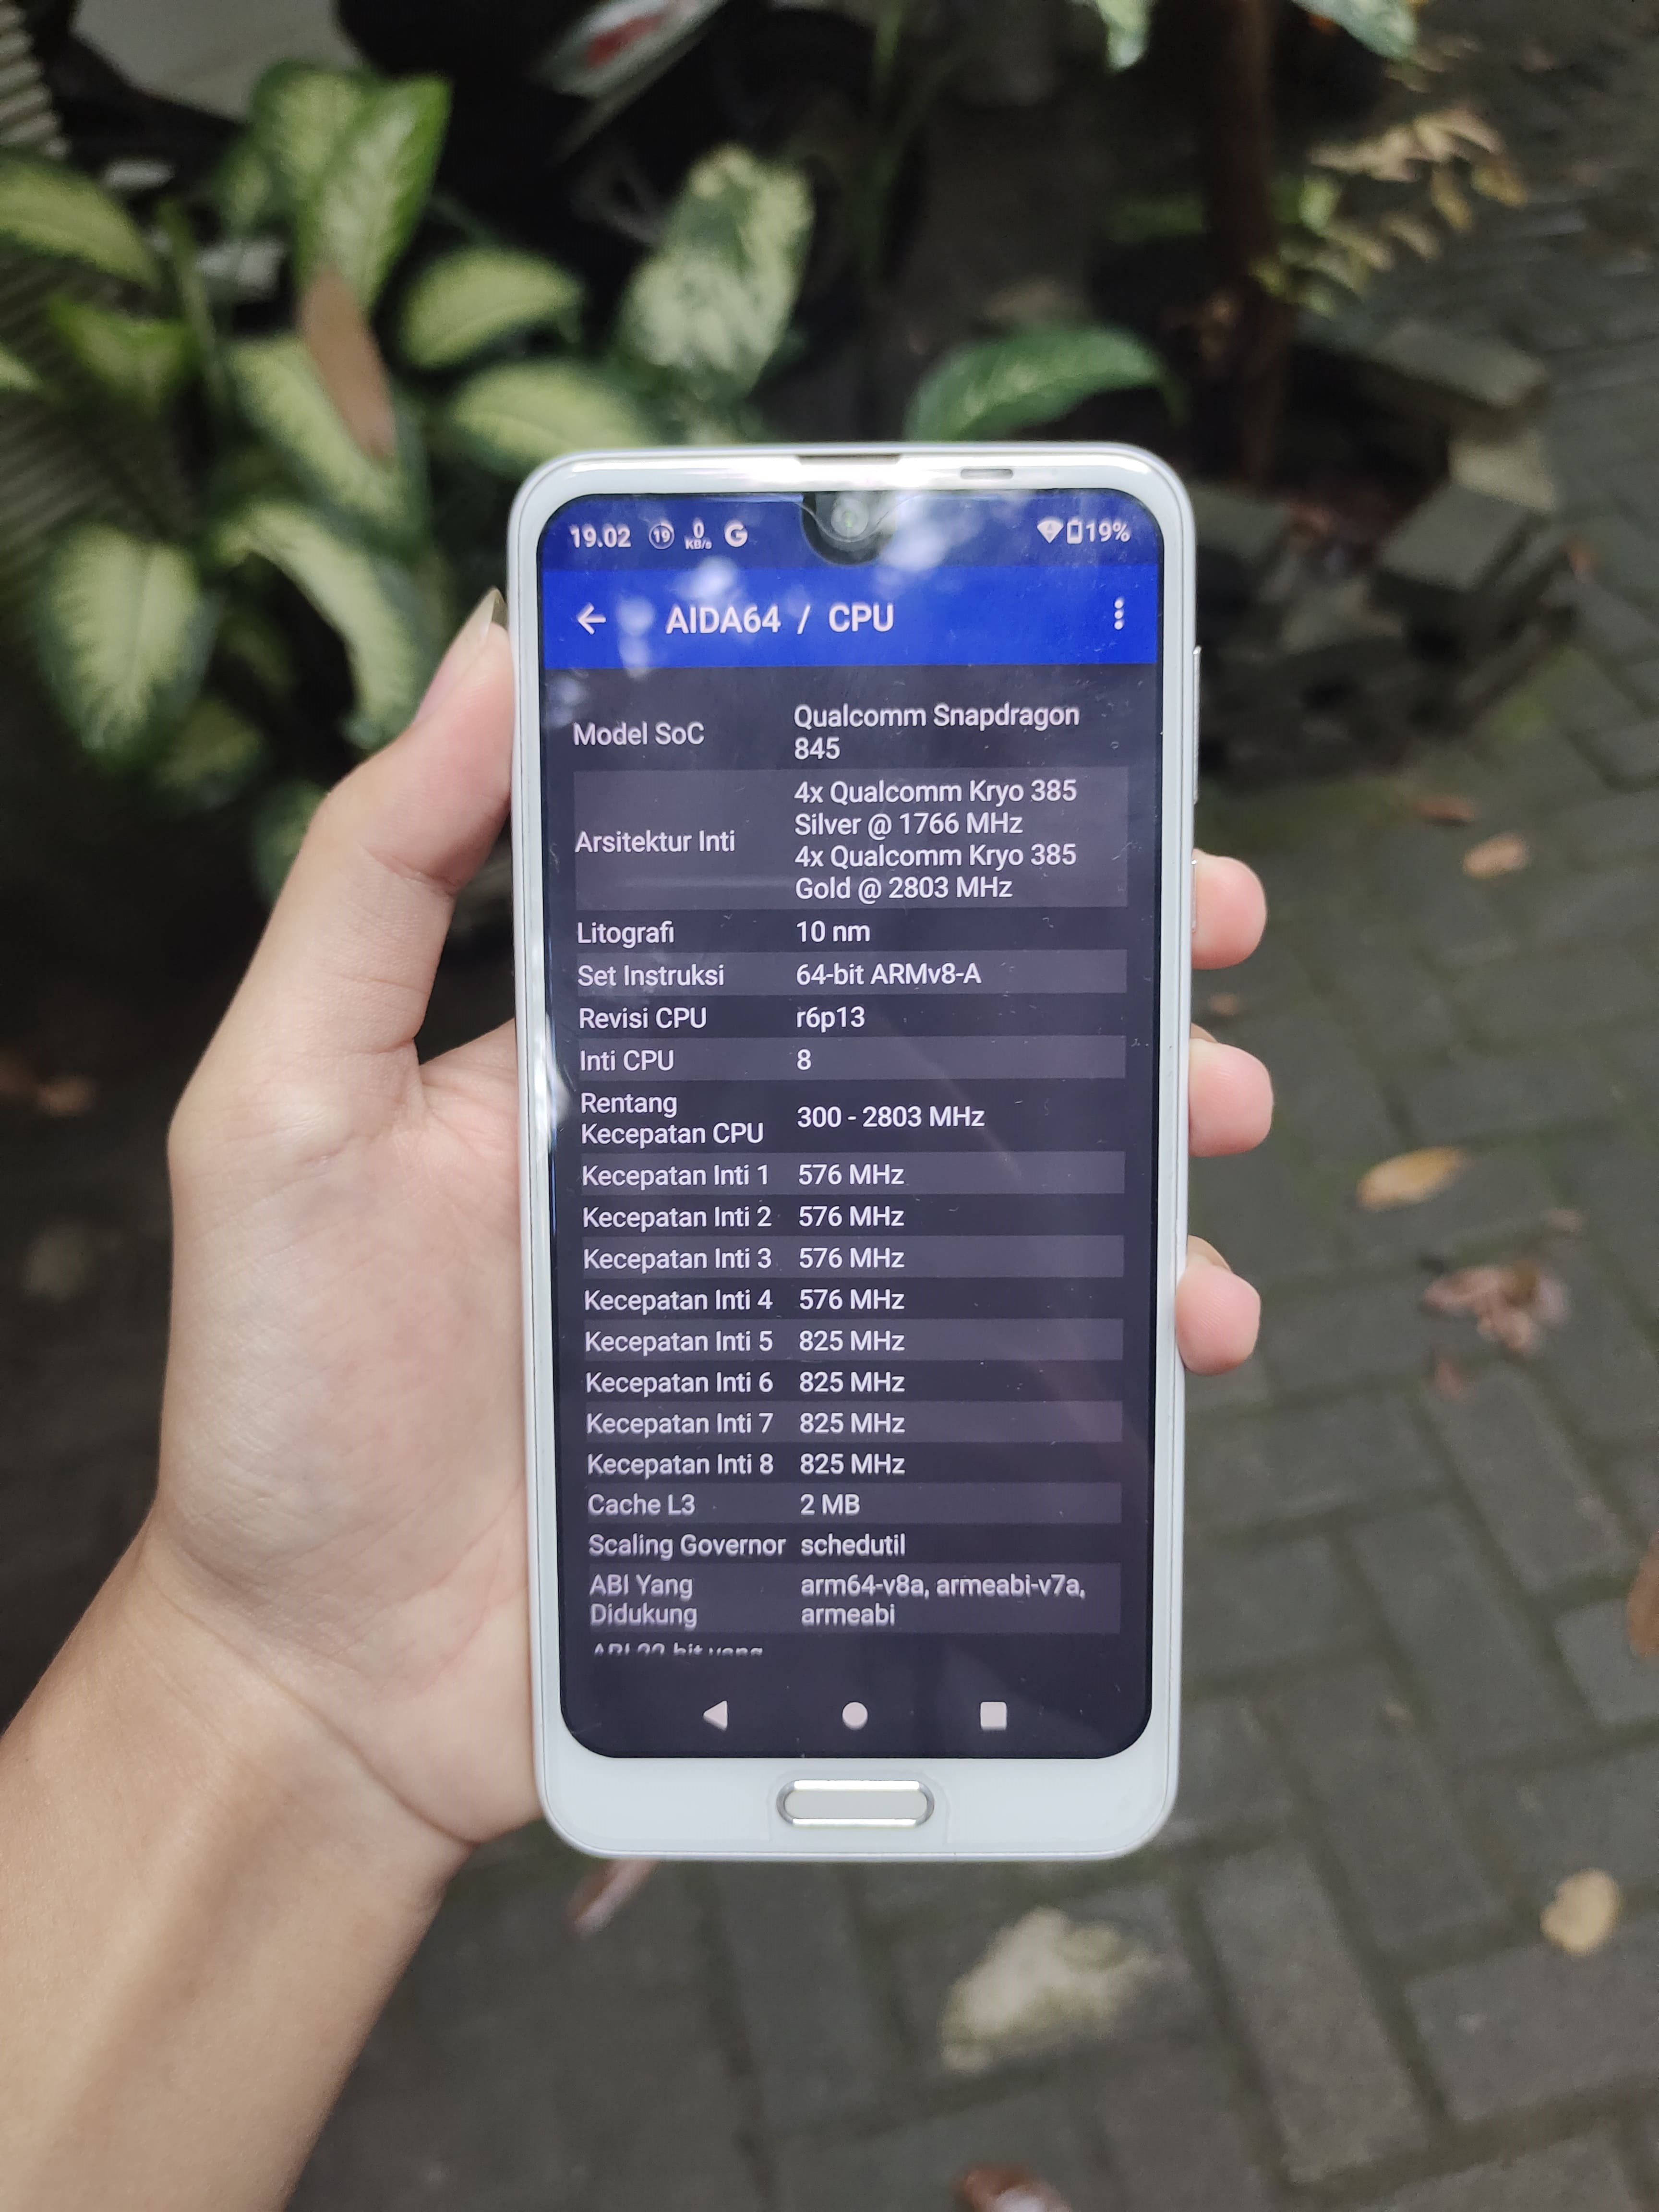 19.02 19 0 KB/s G 19%
AIDA64 / CPU
Model SoC Qualcomm Snapdragon 845
Arsitektur Inti 4x Qualcomm Kryo 385 Silver @ 1766 MHz
4x Qualcomm Kryo 385 Gold @ 2803 MHz
Litografi 10 nm
Set Instruksi 64-bit ARMv8-A
Revisi CPU r6p13
Inti CPU 8
Rentang Kecepatan CPU 300 - 2803 MHz
Kecepatan Inti 1 576 MHz
Kecepatan Inti 2 576 MHz
Kecepatan Inti 3 576 MHz
Kecepatan Inti 4 576 MHz
Kecepatan Inti 5 825 MHz
Kecepatan Inti 6 825 MHz
Kecepatan Inti 7 825 MHz
Kecepatan Inti 8 825 MHz
Cache L3 2 MB
Scaling Governor schedutil
ABI Yang Didukung arm64-v8a, armeabi-v7a, armeabi